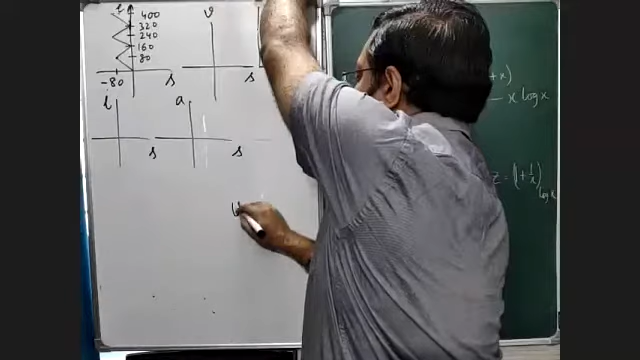 t
400
320
240
160
80
-80
s
v
s
t
s
a
s
- x log x
z = (1 + 1/x)
log x